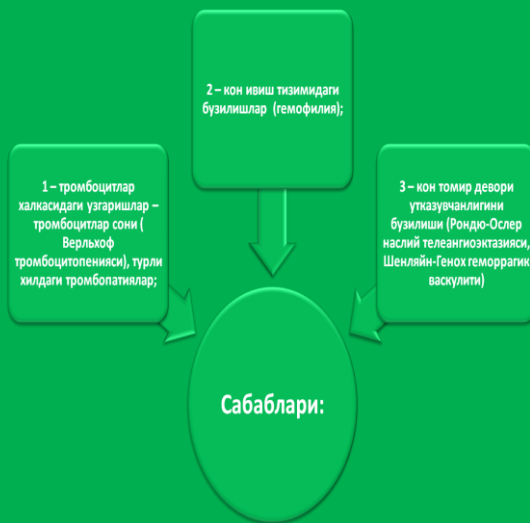 1 – тромбоцитлар
халкасидаги узгаришлар –
тромбоцитлар сони (
Верльхоф
тромбоцитопенияси), турли
хилдаги тромбопатиялар;
2 – кон ивиш тизимидаги
бузилишлар (гемофилия);
3 – кон томир девори
утказувчанлигини
бузилиши (Рондю-Ослер
наслий телеангиоэктазияси,
Шенляйн-Генох геморрагик
васкулити)
Сабаблари: